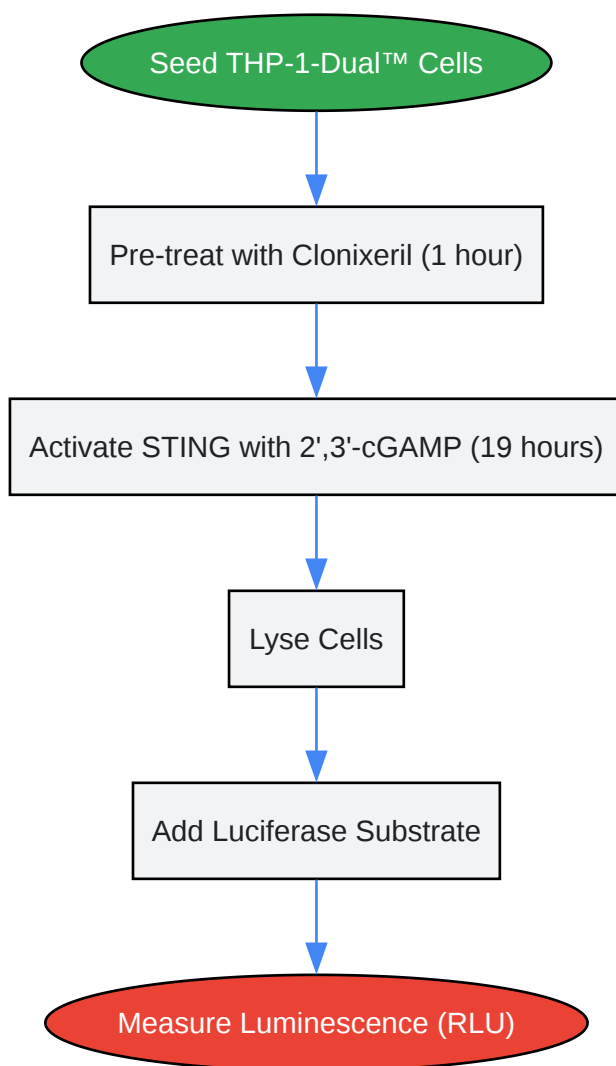 Seed THP-1-Dual™ Cells
Pre-treat with Clonixeril (1 hour)
Activate STING with 2',3'-cGAMP (19 hours)
Lyse Cells
Add Luciferase Substrate
Measure Luminescence (RLU)